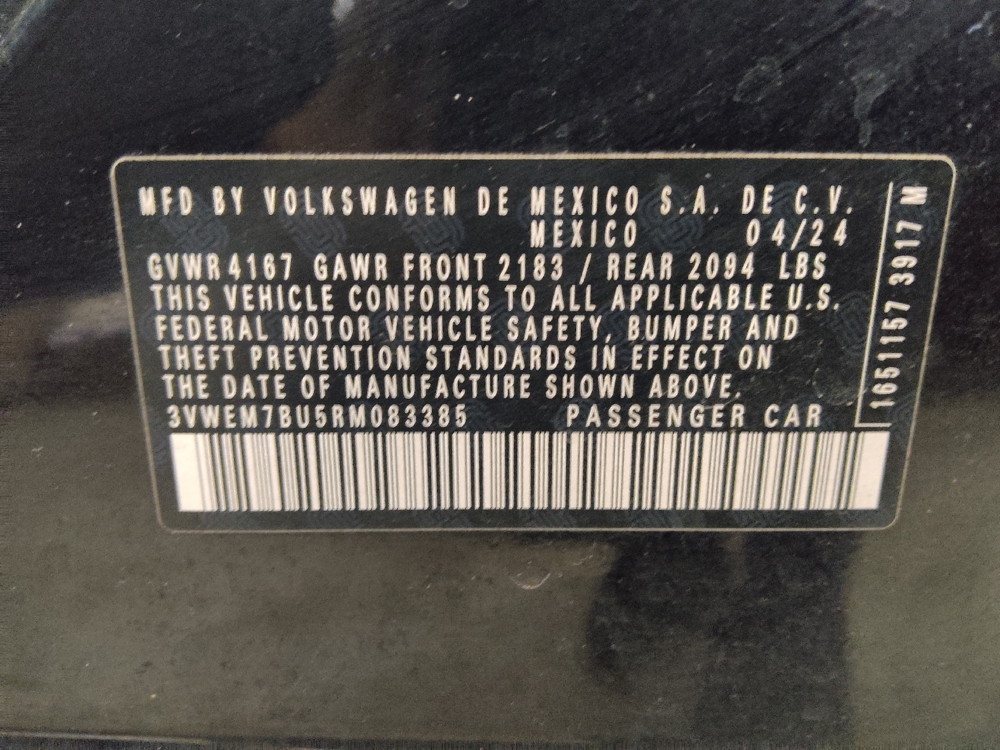 MFD BY VOLKSWAGEN DE MEXICO S.A. DE C.V.
MEXICO 04/24
GVWR 4167 GAWR FRONT 2183 / REAR 2094 LBS
THIS VEHICLE CONFORMS TO ALL APPLICABLE U.S.
FEDERAL MOTOR VEHICLE SAFETY, BUMPER AND
THEFT PREVENTION STANDARDS IN EFFECT ON
THE DATE OF MANUFACTURE SHOWN ABOVE.
3VWEM7BU5RM083385 PASSENGER CAR
1651157 3917 M